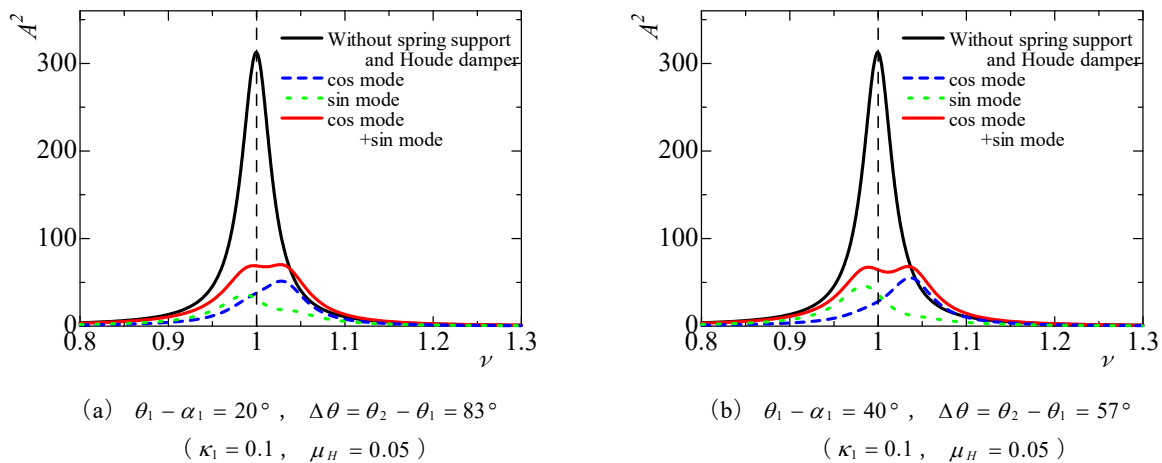 A²
300
200
100
0
0.8
0.9
1
1.1
1.2
1.3
ν
Without spring support
and Houde damper
cos mode
sin mode
cos mode
+sin mode
(a) θ₁ − α₁ = 20°, Δθ = θ₂ − θ₁ = 83°
(κ₁ = 0.1, μ_H = 0.05)
A²
300
200
100
0
0.8
0.9
1
1.1
1.2
1.3
ν
Without spring support
and Houde damper
cos mode
sin mode
cos mode
+sin mode
(b) θ₁ − α₁ = 40°, Δθ = θ₂ − θ₁ = 57°
(κ₁ = 0.1, μ_H = 0.05)